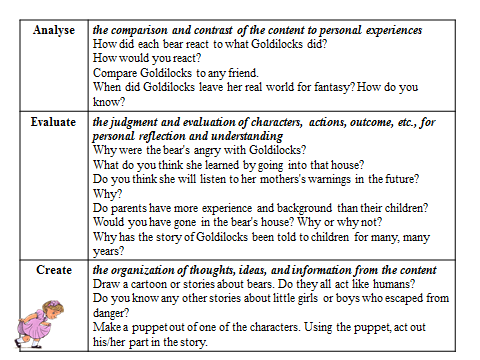 Analyse
the comparison and contrast of the content to personal experiences
How did each bear react to what Goldilocks did?
How would you react?
Compare Goldilocks to any friend.
When did Goldilocks leave her real world for fantasy? How do you
know?
Evaluate
the judgment and evaluation of characters, actions, outcome, etc., for
personal reflection and understanding
Why were the bear's angry with Goldilocks?
What do you think she learned by going into that house?
Do you think she will listen to her mothers's warnings in the future?
Why?
Do parents have more experience and background than their children?
Would you have gone in the bear's house? Why or why not?
Why has the story of Goldilocks been told to children for many, many
years?
Create
the organization of thoughts, ideas, and information from the content
Draw a cartoon or stories about bears. Do they all act like humans?
Do you know any other stories about little girls or boys who escaped from
danger?
Make a puppet out of one of the characters. Using the puppet, act out
his/her part in the story.